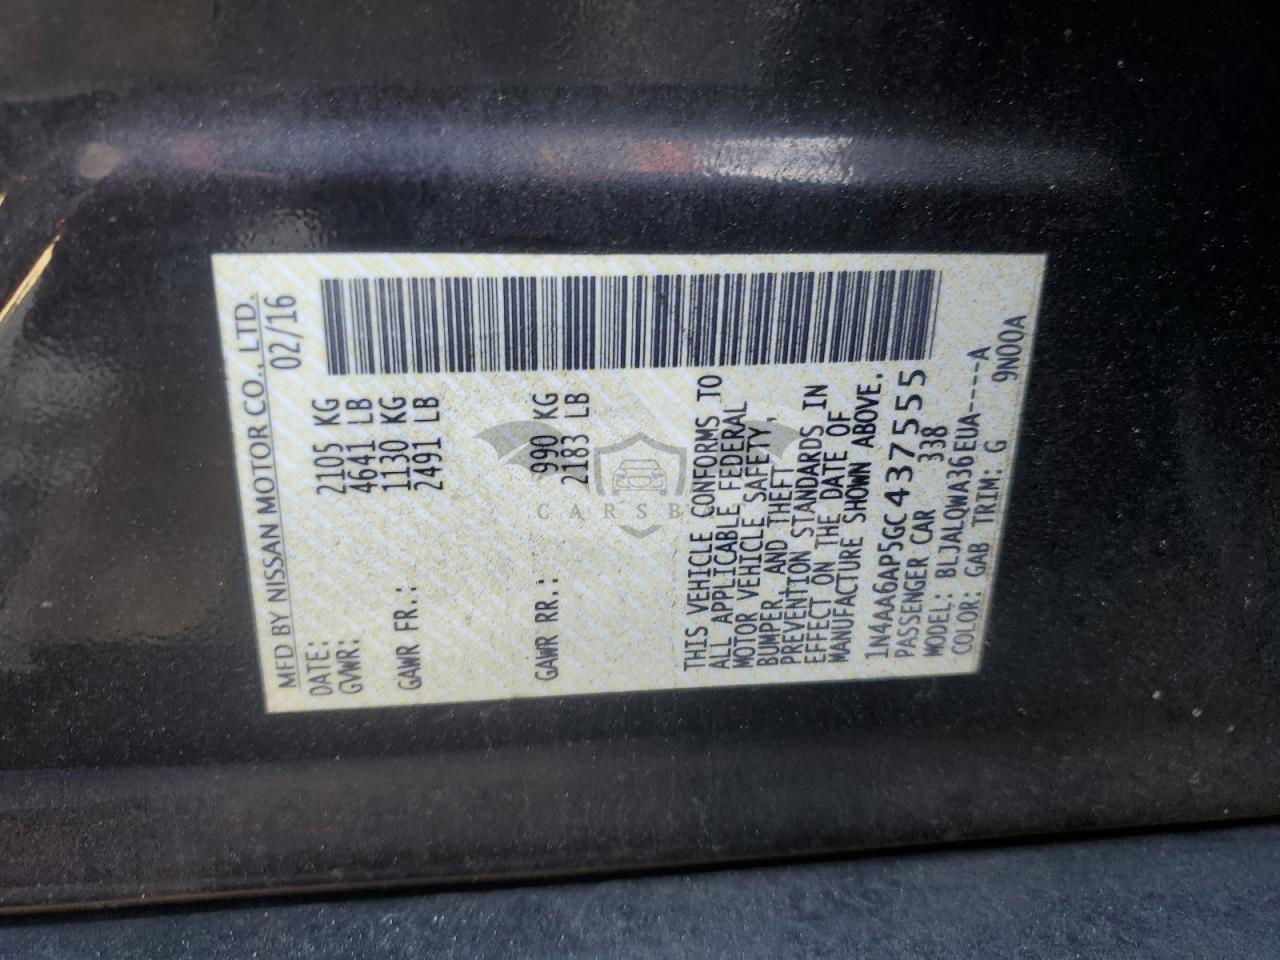 MFD BY NISSAN MOTOR CO., LTD.
DATE: 02/16
GVWR: 2105 KG
4641 LB
GAWR FR.: 1130 KG
2491 LB
GAWR RR.: 990 KG
2183 LB
THIS VEHICLE CONFORMS TO
ALL APPLICABLE FEDERAL
MOTOR VEHICLE SAFETY,
BUMPER, AND THEFT
PREVENTION STANDARDS IN
EFFECT ON THE DATE OF
MANUFACTURE SHOWN ABOVE.
1N4AA6AP5GC437555
PASSENGER CAR 338
MODEL: BLJALQWA36EUA-----A
COLOR: GAB TRIM: G 9N00A